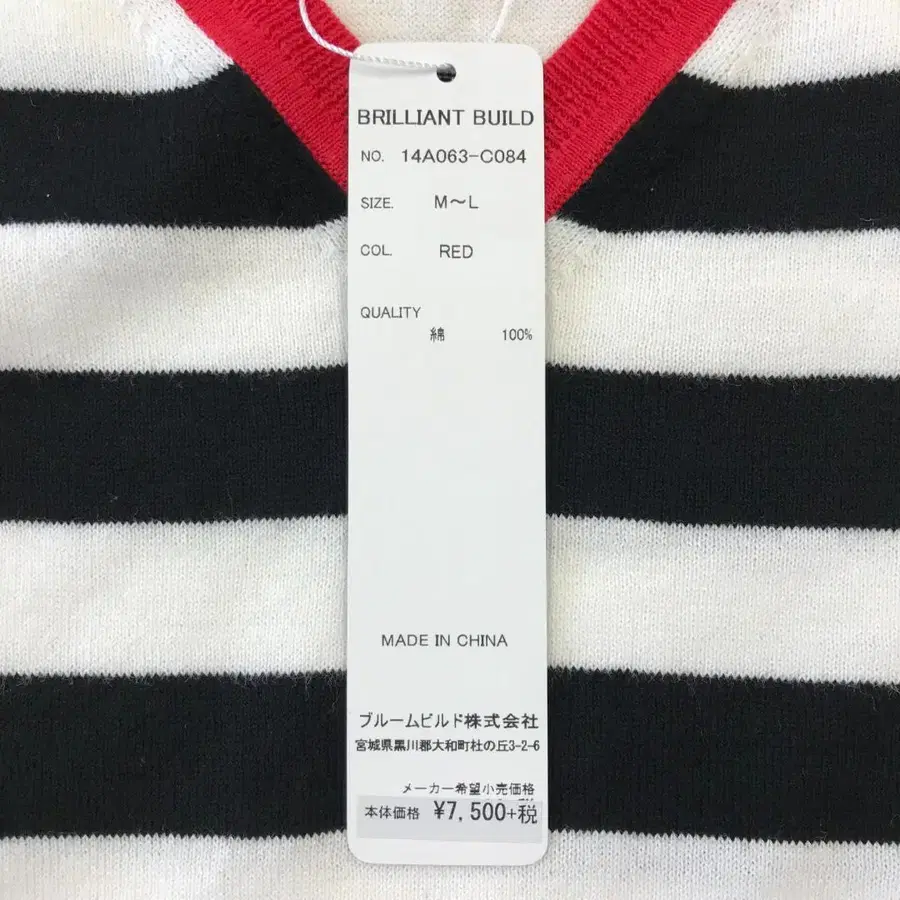 BRILLIANT BUILD
NO. 14A063-C084
SIZE. M～L
COL. RED
QUALITY
綿 100%
MADE IN CHINA
ブルームビルド株式会社
宮城県黒川郡大和町杜の丘3-2-6
メーカー希望小売価格
本体価格 ¥7,500+税